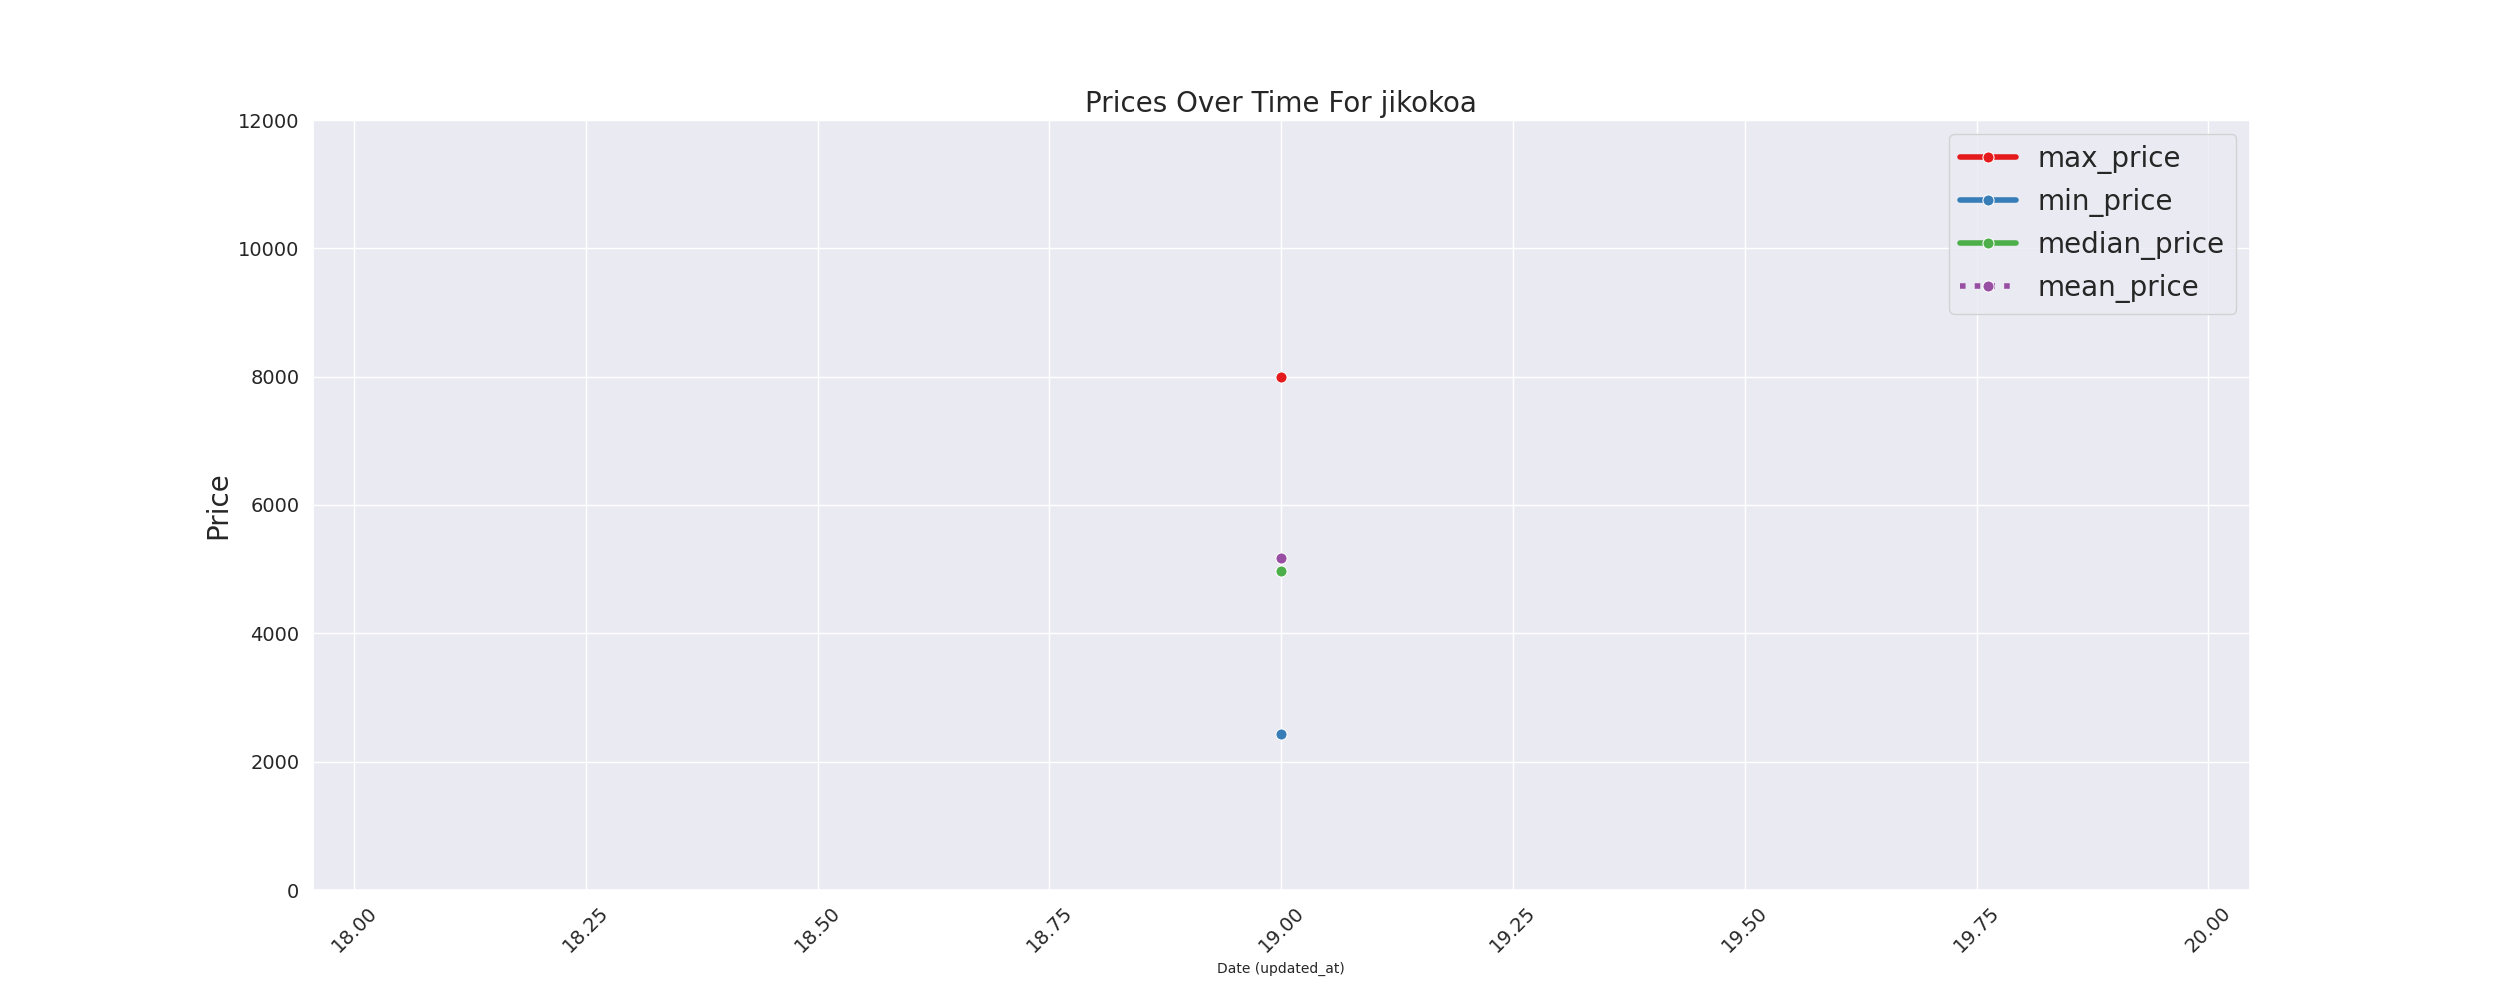 Prices Over Time For jikokoa
12000
10000
8000
6000
4000
2000
0
Price
max_price
min_price
median_price
mean_price
18.00
18.25
18.50
18.75
19.00
19.25
19.50
19.75
20.00
Date (updated_at)